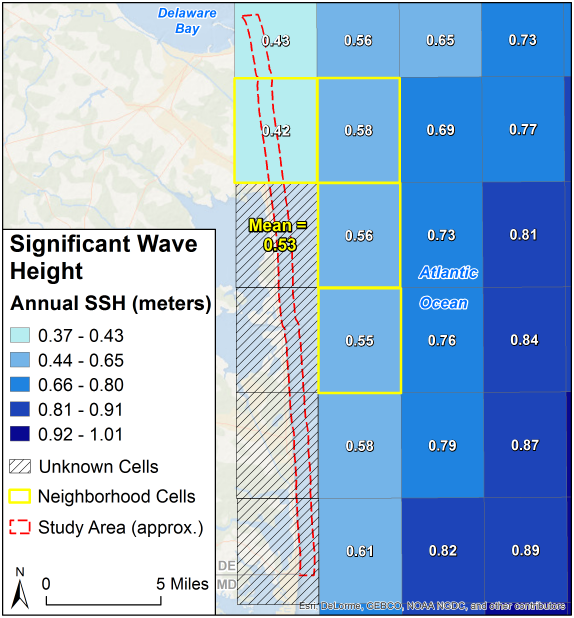 Delaware
Bay
0.43
0.56
0.65
0.73
0.42
0.58
0.69
0.77
Mean =
0.53
0.56
0.73
0.81
Atlantic
Ocean
0.55
0.76
0.84
0.58
0.79
0.87
0.61
0.82
0.89
DE
MD
Significant Wave
Height
Annual SSH (meters)
0.37 - 0.43
0.44 - 0.65
0.66 - 0.80
0.81 - 0.91
0.92 - 1.01
Unknown Cells
Neighborhood Cells
Study Area (approx.)
N
0 5 Miles
Esri, DeLorme, GEBCO, NOAA NGDC, and other contributors